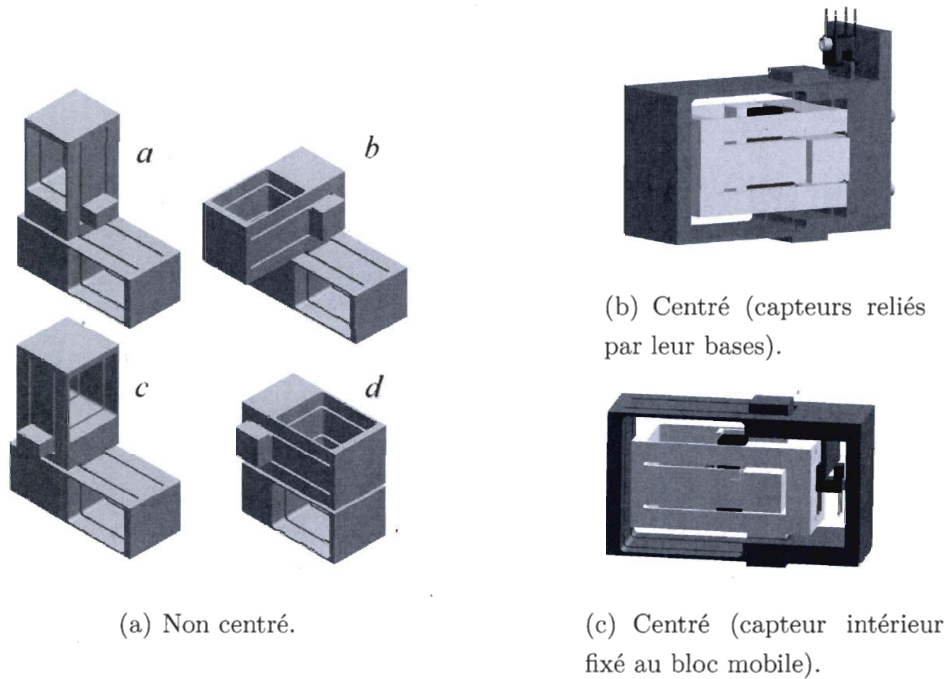 a
b
c
d
(a) Non centré.
(b) Centré (capteurs reliés
par leur bases).
(c) Centré (capteur intérieur
fixé au bloc mobile).